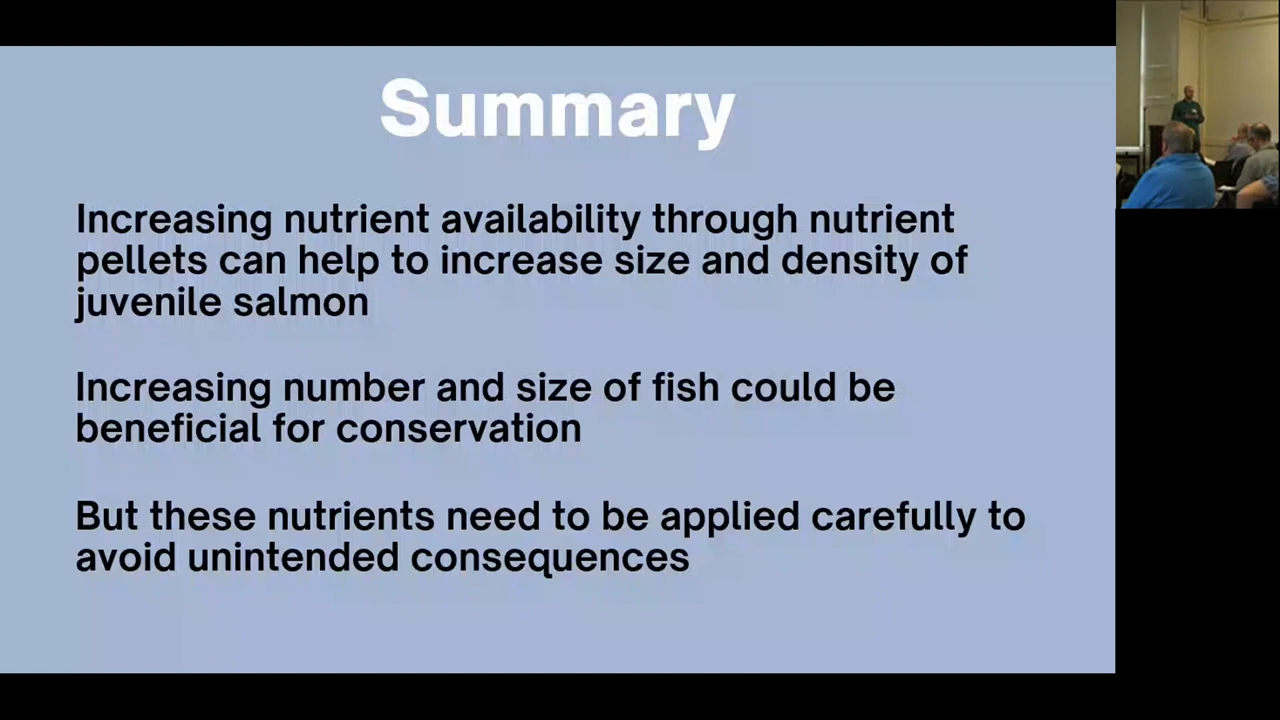 Summary
Increasing nutrient availability through nutrient
pellets can help to increase size and density of
juvenile salmon
Increasing number and size of fish could be
beneficial for conservation
But these nutrients need to be applied carefully to
avoid unintended consequences